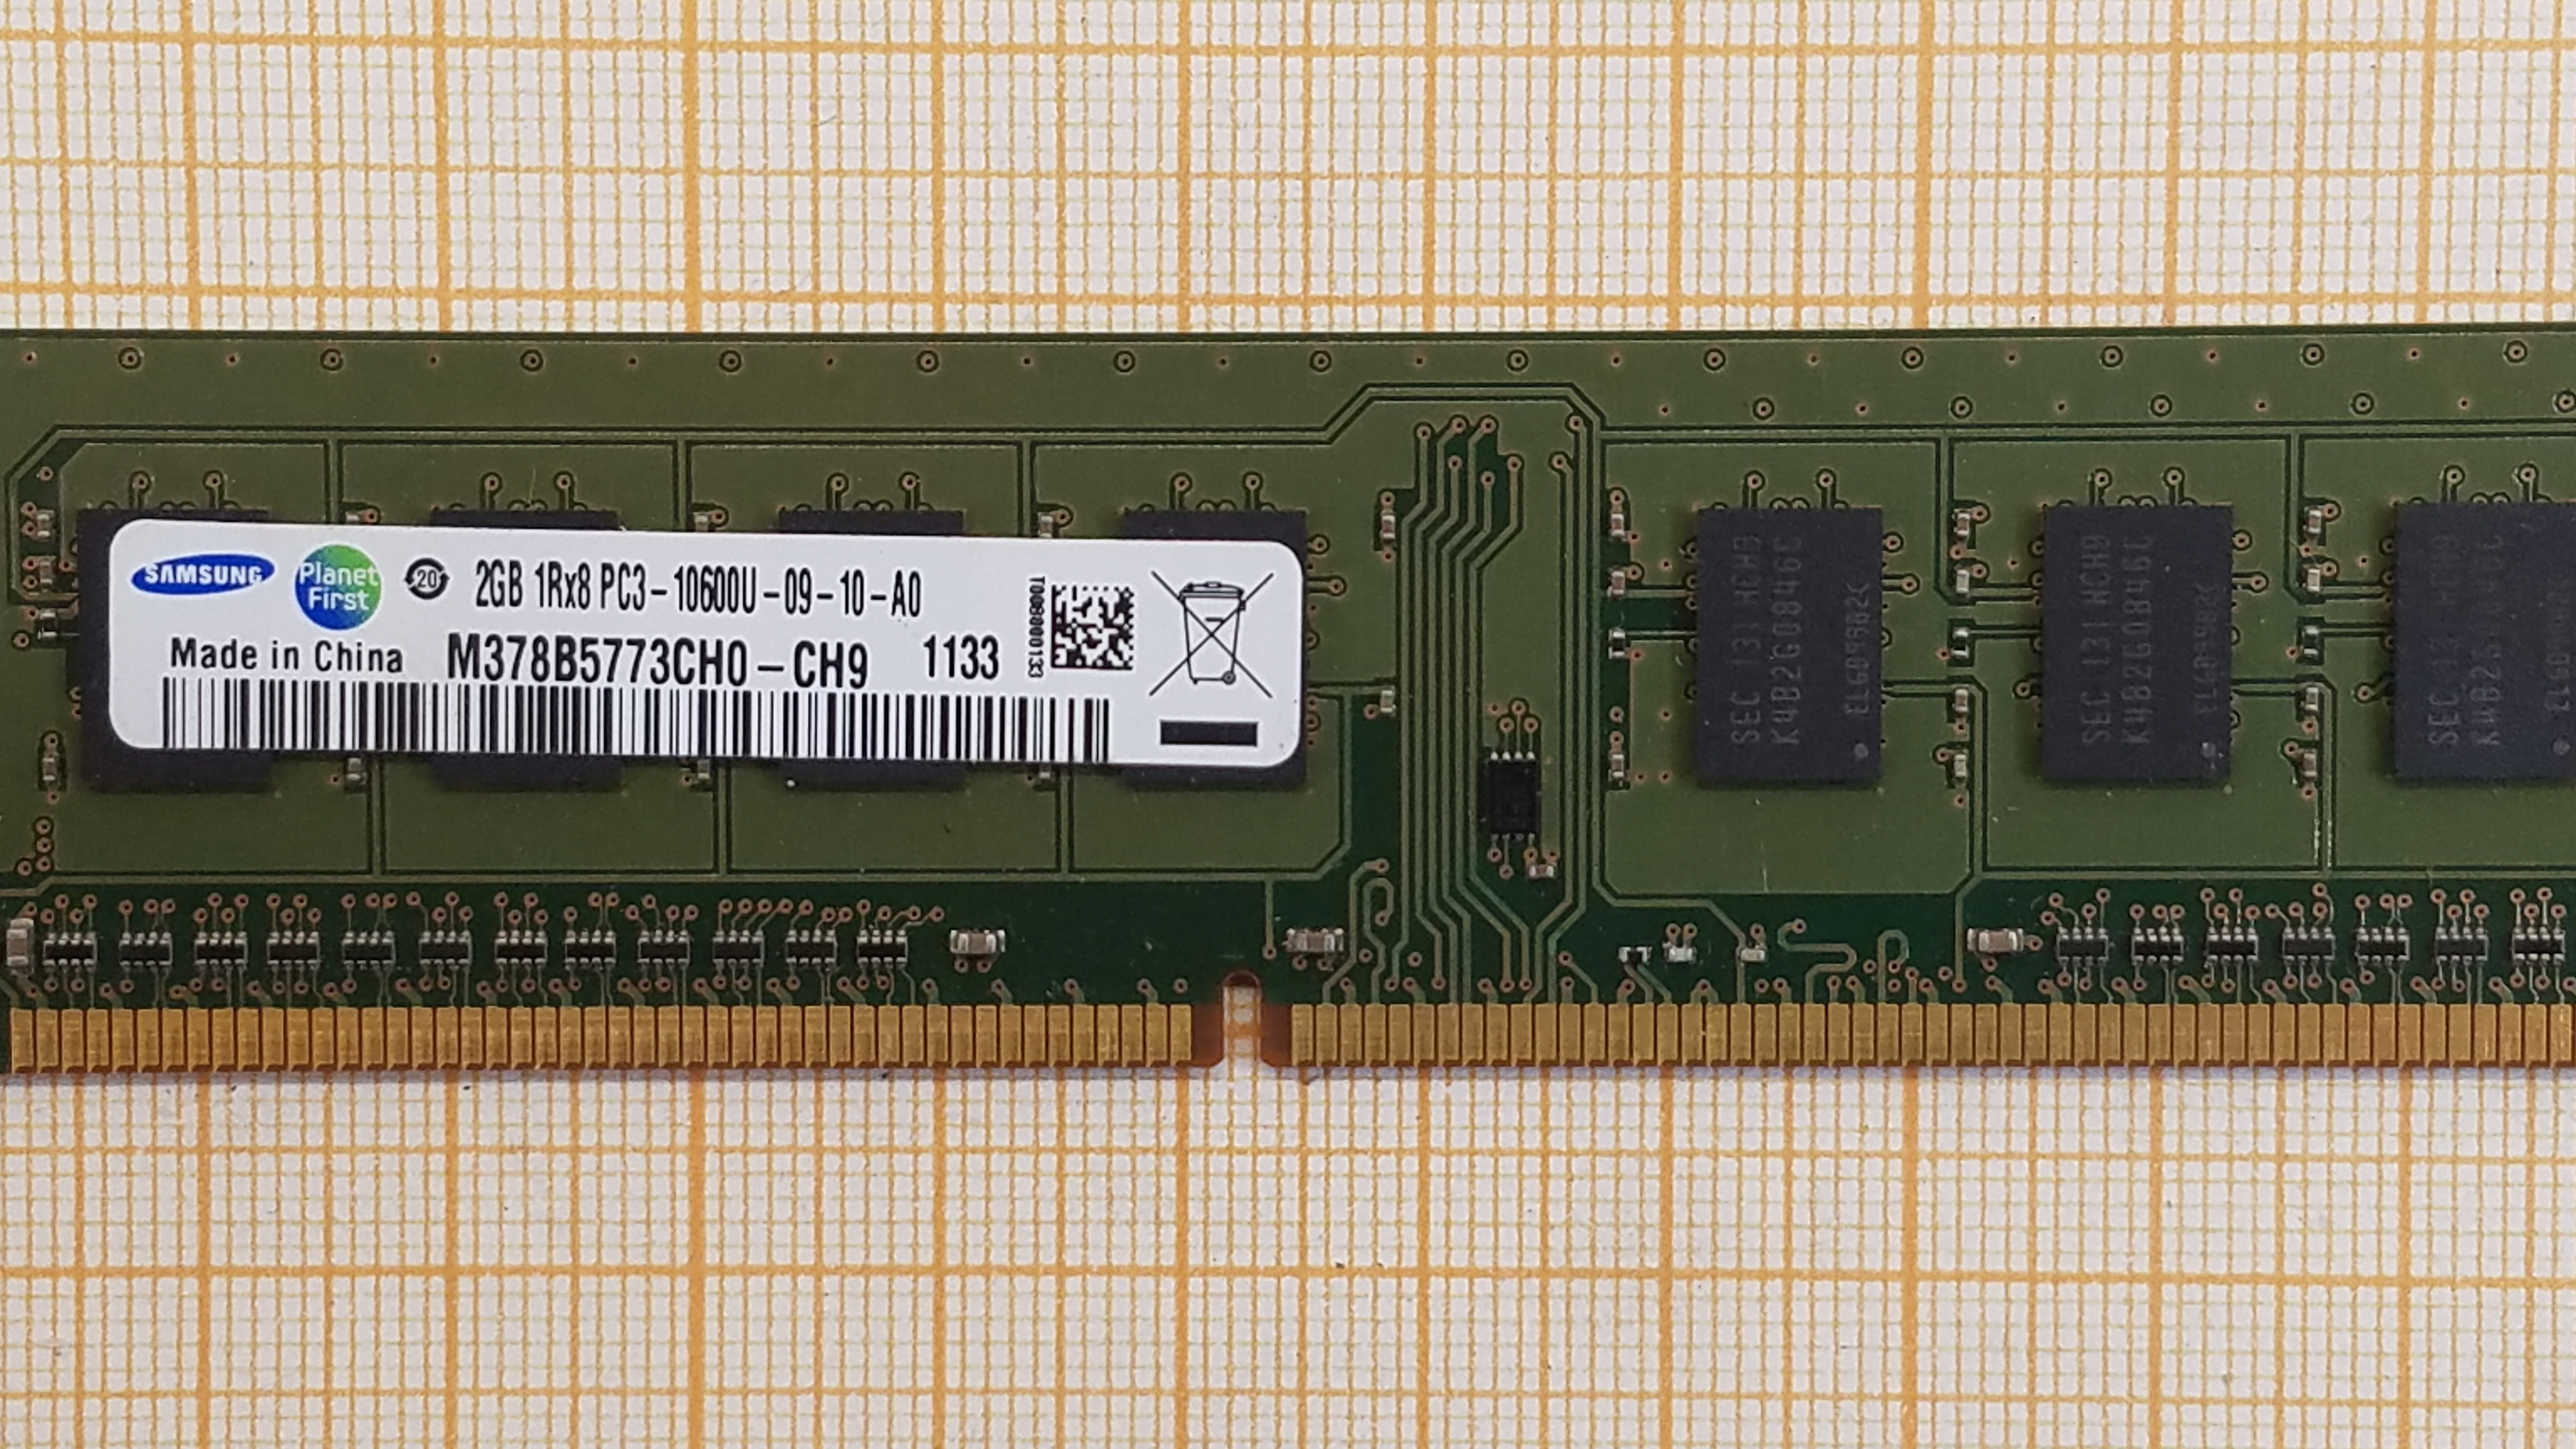 SAMSUNG
Planet First
20
2GB 1Rx8 PC3-10600U-09-10-A0
Made in China
M378B5773CH0-CH9
1133
T0080000133
SEC 131 HCH9
K4B2G0846C
SEC 131 HCH9
K4B2G0846C
SEC 131